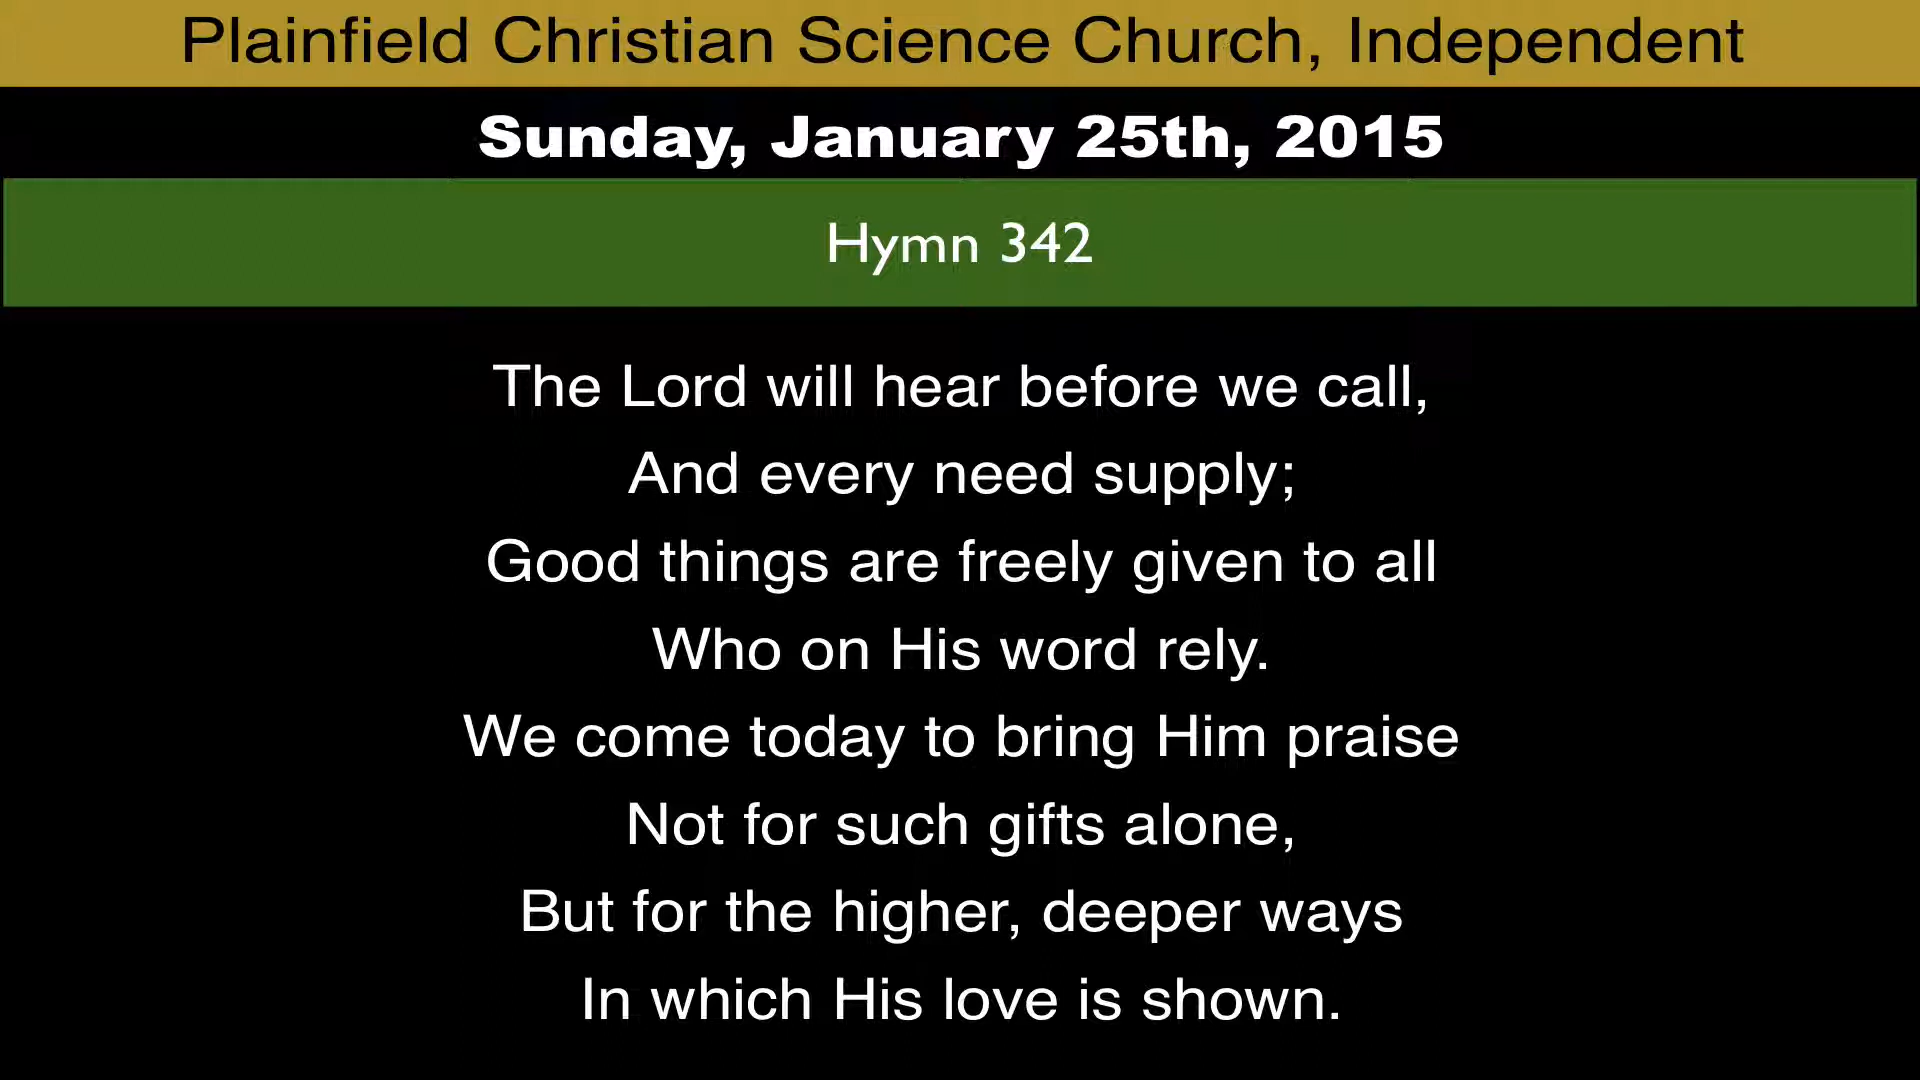 Plainfield Christian Science Church, Independent
Sunday, January 25th, 2015
Hymn 342
The Lord will hear before we call,
And every need supply;
Good things are freely given to all
Who on His word rely.
We come today to bring Him praise
Not for such gifts alone,
But for the higher, deeper ways
In which His love is shown.